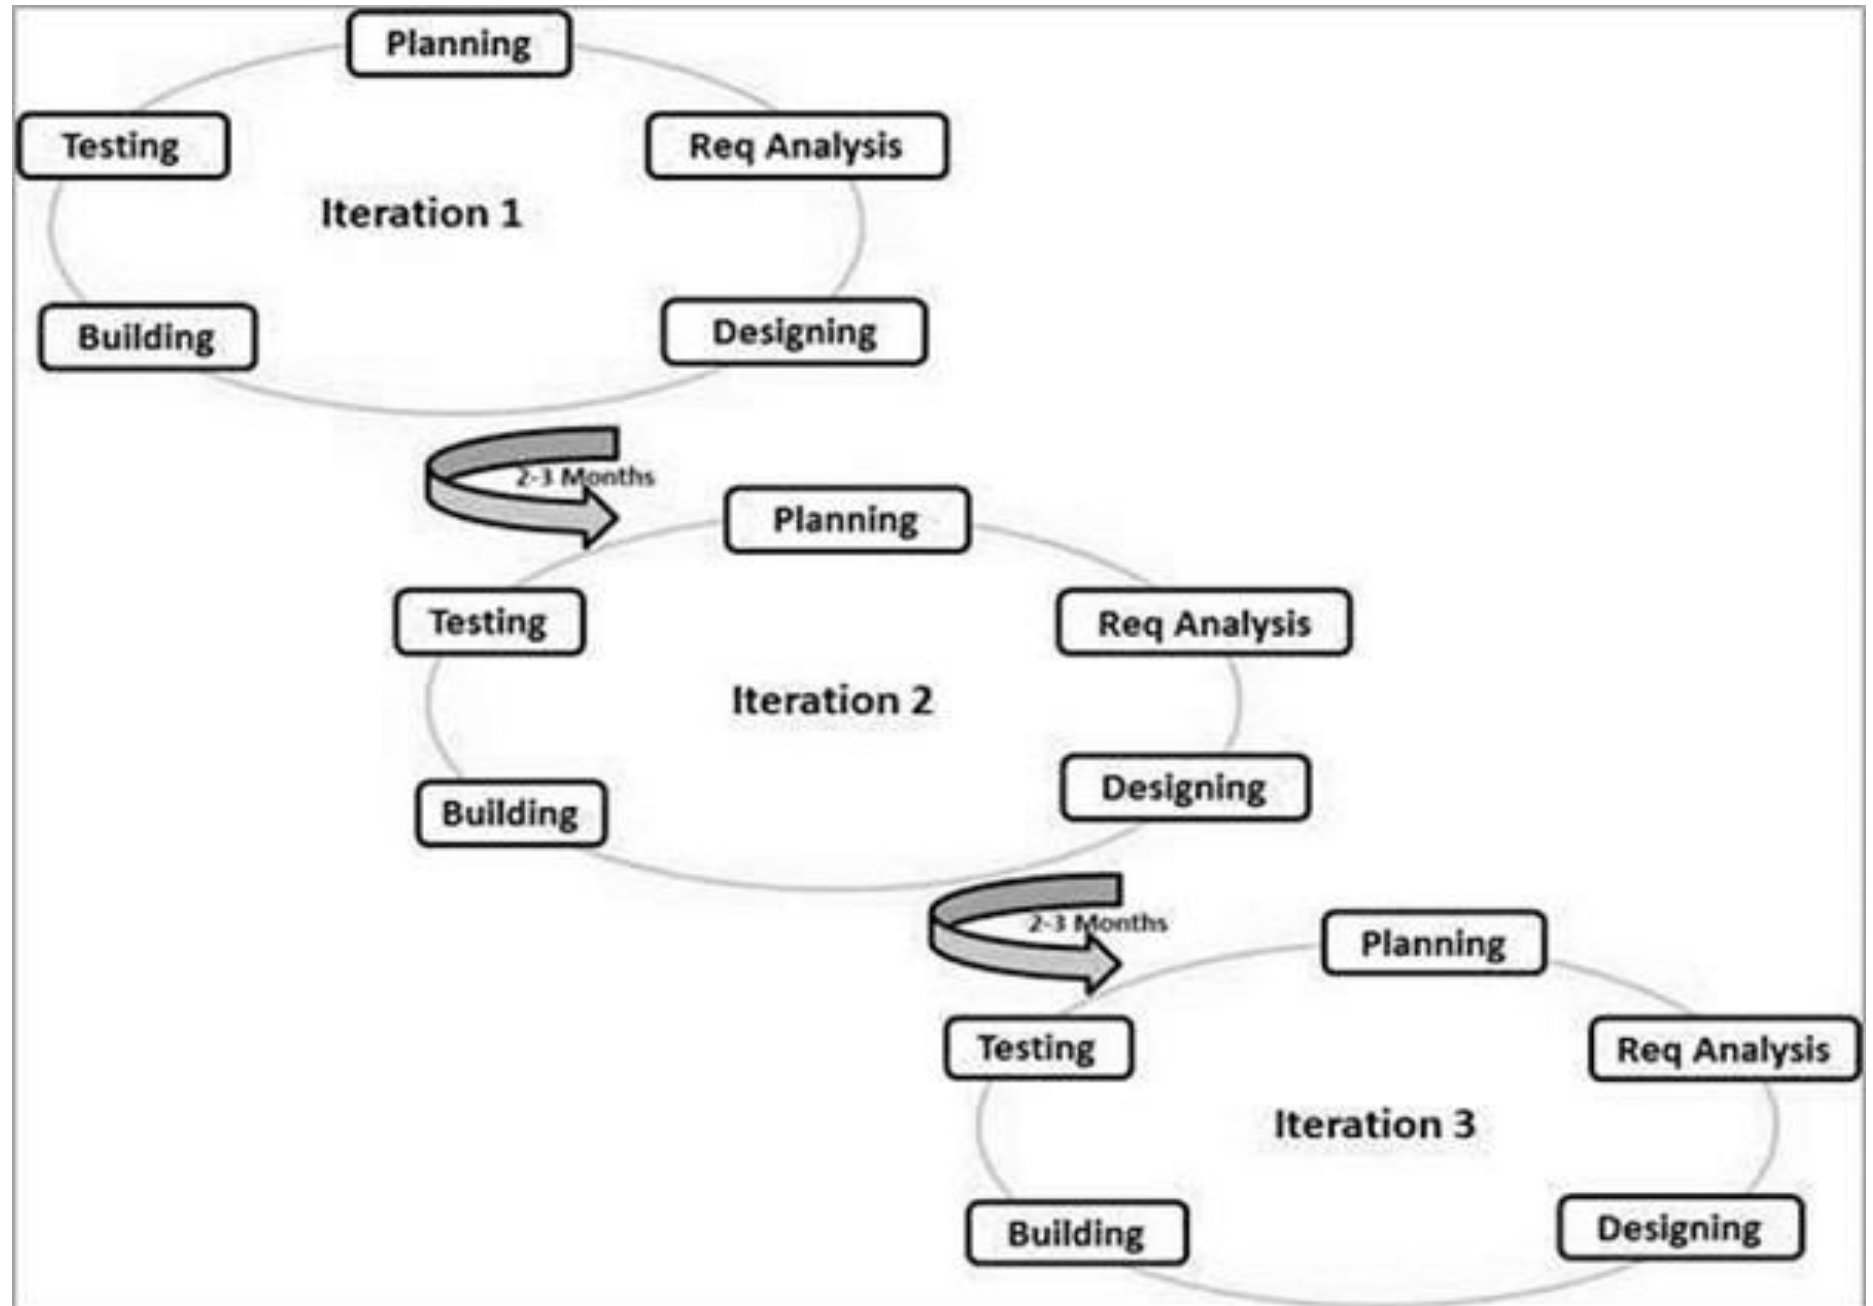 Planning
Testing
Req Analysis
Iteration 1
Building
Designing
2-3 Months
Planning
Testing
Req Analysis
Iteration 2
Building
Designing
2-3 Months
Planning
Testing
Req Analysis
Iteration 3
Building
Designing